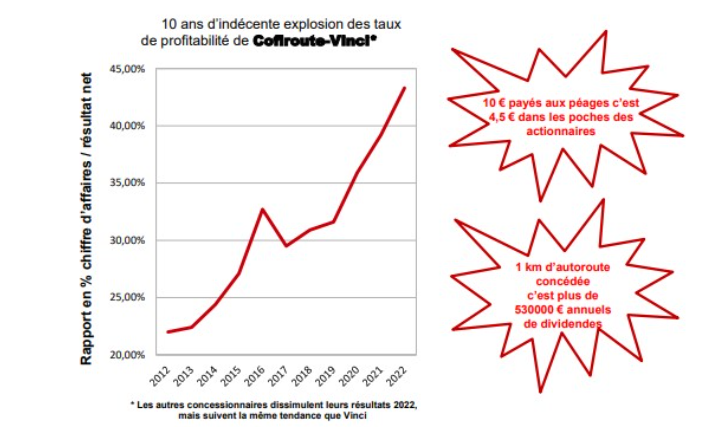 10 ans d'indécente explosion des taux
de profitabilité de Cofiroute-Vinci*
Rapport en % chiffre d'affaires / résultat net
45,00%
40,00%
35,00%
30,00%
25,00%
20,00%
2012 2013 2014 2015 2016 2017 2018 2019 2020 2021 2022
* Les autres concessionnaires dissimulent leurs résultats 2022,
mais suivent la même tendance que Vinci
10 € payés aux péages c'est
4,5 € dans les poches des
actionnaires
1 km d'autoroute
concédée
c'est plus de
530000 € annuels
de dividendes